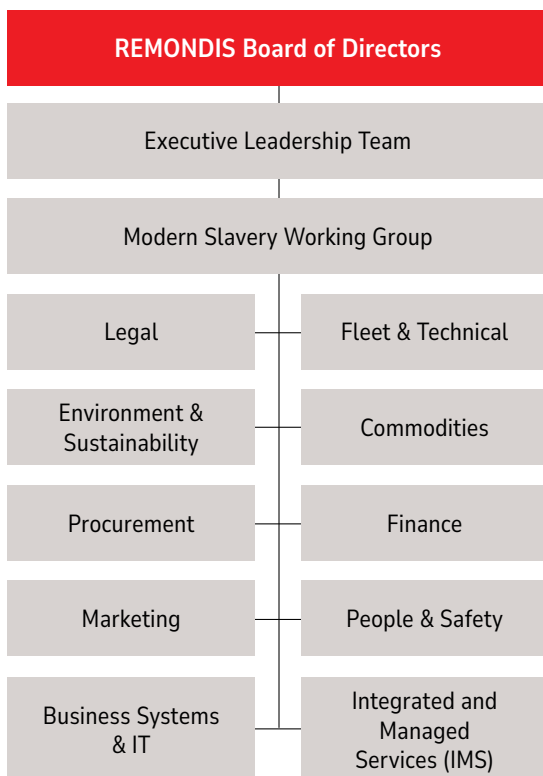 REMONDIS Board of Directors
Executive Leadership Team
Modern Slavery Working Group
Legal
Fleet & Technical
Environment &
Sustainability
Commodities
Procurement
Finance
Marketing
People & Safety
Business Systems
& IT
Integrated and
Managed
Services (IMS)